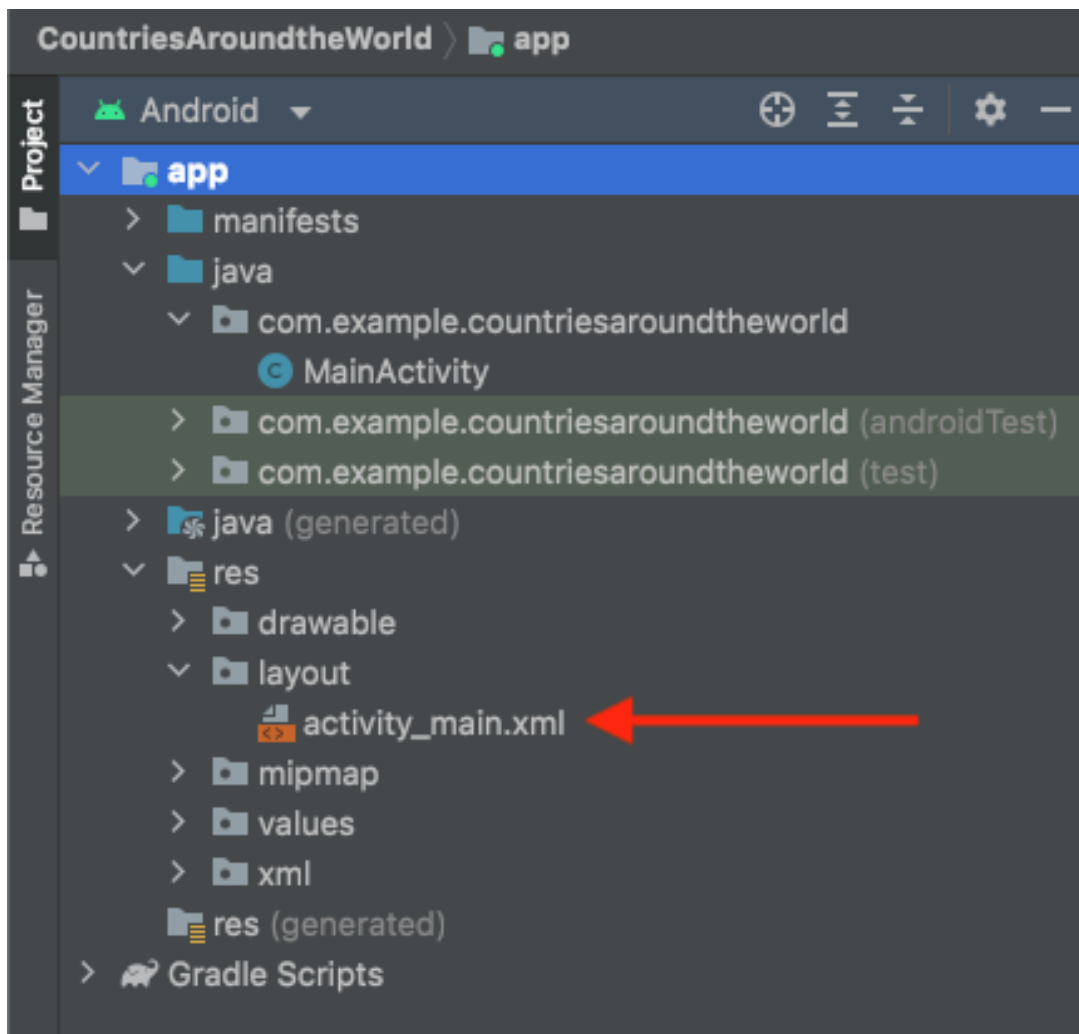 CountriesAroundtheWorld app
Project
Resource Manager
Android
app
manifests
java
com.example.countriesaroundtheworld
C MainActivity
com.example.countriesaroundtheworld (androidTest)
com.example.countriesaroundtheworld (test)
java (generated)
res
drawable
layout
activity_main.xml
mipmap
values
xml
res (generated)
Gradle Scripts